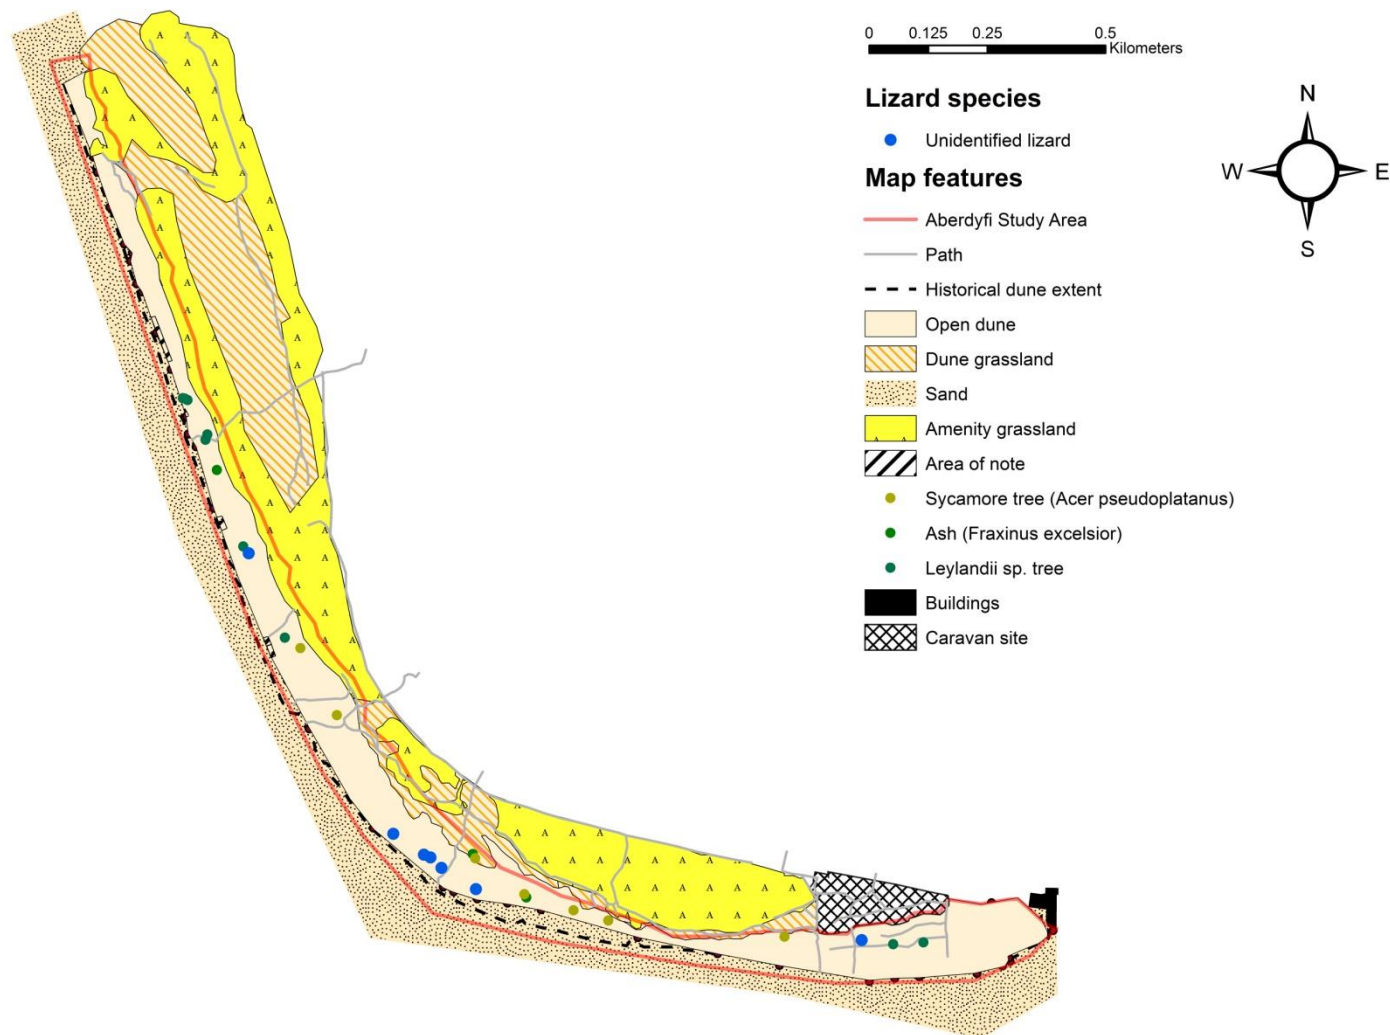 0 0.125 0.25 0.5
Kilometers
Lizard species
Unidentified lizard
Map features
Aberdyfi Study Area
Path
Historical dune extent
Open dune
Dune grassland
Sand
Amenity grassland
Area of note
Sycamore tree (Acer pseudoplatanus)
Ash (Fraxinus excelsior)
Leylandii sp. tree
Buildings
Caravan site
N
W E
S